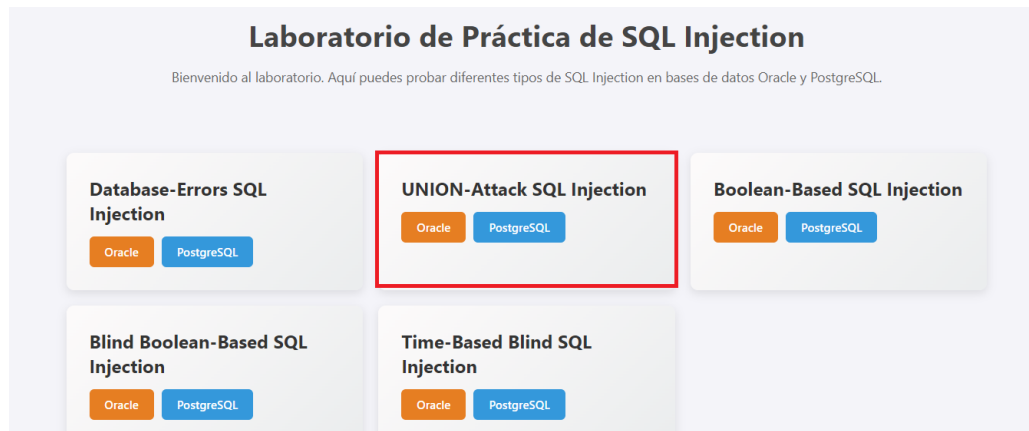 Laboratorio de Práctica de SQL Injection
Bienvenido al laboratorio. Aquí puedes probar diferentes tipos de SQL Injection en bases de datos Oracle y PostgreSQL.
Database-Errors SQL
Injection
Oracle PostgreSQL
UNION-Attack SQL Injection
Oracle PostgreSQL
Boolean-Based SQL Injection
Oracle PostgreSQL
Blind Boolean-Based SQL
Injection
Oracle PostgreSQL
Time-Based Blind SQL
Injection
Oracle PostgreSQL